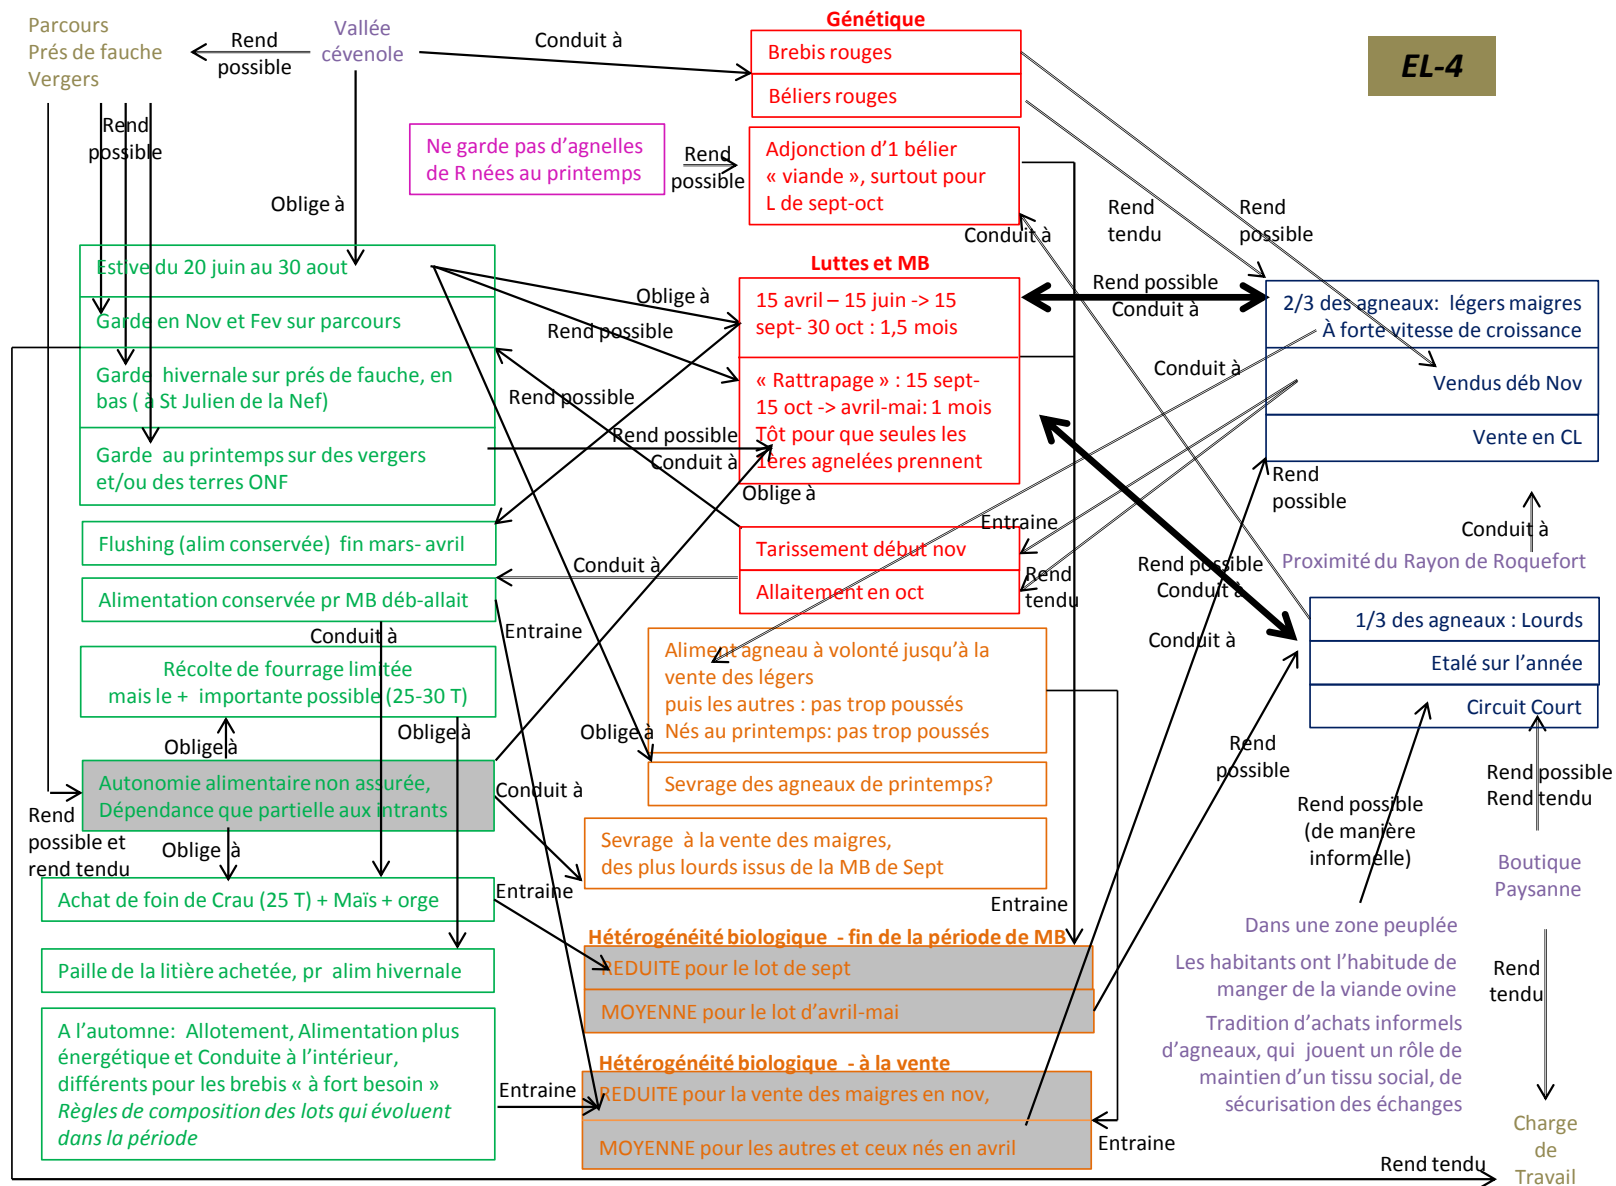 Parcours
Prés de fauche
Vergers
Rend
possible
Vallée
cévenole
Conduit à
Génétique
Brebis rouges
Béliers rouges
EL-4
Rend
possible
Ne garde pas d'agnelles
de R nées au printemps
Rend
possible
Adjonction d'1 bélier
« viande », surtout pour
L de sept-oct
Oblige à
Conduit à
Rend
tendu
Rend
possible
Estive du 20 juin au 30 aout
Garde en Nov et Fev sur parcours
Garde hivernale sur prés de fauche, en
bas ( à St Julien de la Nef)
Garde au printemps sur des vergers
et/ou des terres ONF
Oblige à
Rend possible
Rend possible
Rend possible
Conduit à
Oblige à
Luttes et MB
15 avril – 15 juin -> 15
sept- 30 oct : 1,5 mois
« Rattrapage » : 15 sept-
15 oct -> avril-mai: 1 mois
Tôt pour que seules les
1ères agnelées prennent
Rend possible
Conduit à
Conduit à
2/3 des agneaux: légers maigres
À forte vitesse de croissance
Vendus déb Nov
Vente en CL
Rend
possible
Conduit à
Proximité du Rayon de Roquefort
Flushing (alim conservée) fin mars- avril
Alimentation conservée pr MB déb-allait
Conduit à
Entraine
Tarissement début nov
Allaitement en oct
Entraine
Rend
tendu
Rend possible
Conduit à
Conduit à
1/3 des agneaux : Lourds
Etalé sur l'année
Circuit Court
Conduit à
Récolte de fourrage limitée
mais le + importante possible (25-30 T)
Oblige à
Oblige à
Oblige à
Aliment agneau à volonté jusqu'à la
vente des légers
puis les autres : pas trop poussés
Nés au printemps: pas trop poussés
Sevrage des agneaux de printemps?
Rend
possible
Autonomie alimentaire non assurée,
Dépendance que partielle aux intrants
Conduit à
Rend
possible et
rend tendu
Oblige à
Sevrage à la vente des maigres,
des plus lourds issus de la MB de Sept
Rend possible
(de manière
informelle)
Rend possible
Rend tendu
Boutique
Paysanne
Achat de foin de Crau (25 T) + Maïs + orge
Entraine
Entraine
Paille de la litière achetée, pr alim hivernale
Hétérogénéité biologique - fin de la période de MB
REDUITE pour le lot de sept
MOYENNE pour le lot d'avril-mai
Dans une zone peuplée
Les habitants ont l'habitude de
manger de la viande ovine
Tradition d'achats informels
d'agneaux, qui jouent un rôle de
maintien d'un tissu social, de
sécurisation des échanges
Rend
tendu
A l'automne: Allotement, Alimentation plus
énergétique et Conduite à l'intérieur,
différents pour les brebis « à fort besoin »
Règles de composition des lots qui évoluent
dans la période
Entraine
Hétérogénéité biologique - à la vente
REDUITE pour la vente des maigres en nov,
MOYENNE pour les autres et ceux nés en avril
Entraine
Rend tendu
Charge
de
Travail